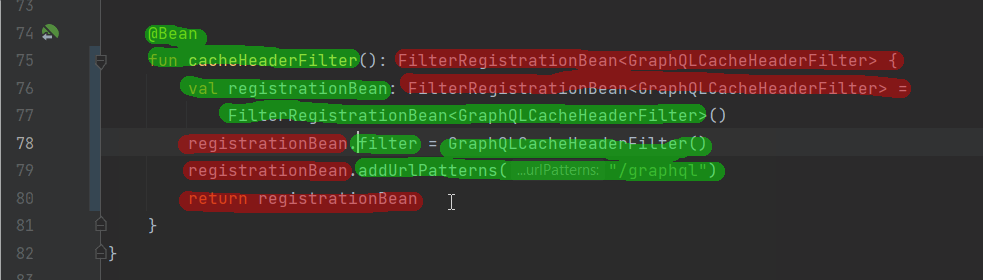 73
74 @Bean
75 fun cacheHeaderFilter(): FilterRegistrationBean<GraphQLCacheHeaderFilter> {
76 val registrationBean: FilterRegistrationBean<GraphQLCacheHeaderFilter> =
77 FilterRegistrationBean<GraphQLCacheHeaderFilter>()
78 registrationBean.filter = GraphQLCacheHeaderFilter()
79 registrationBean.addUrlPatterns( ...urlPatterns: "/graphql")
80 return registrationBean
81 }
82 }
83